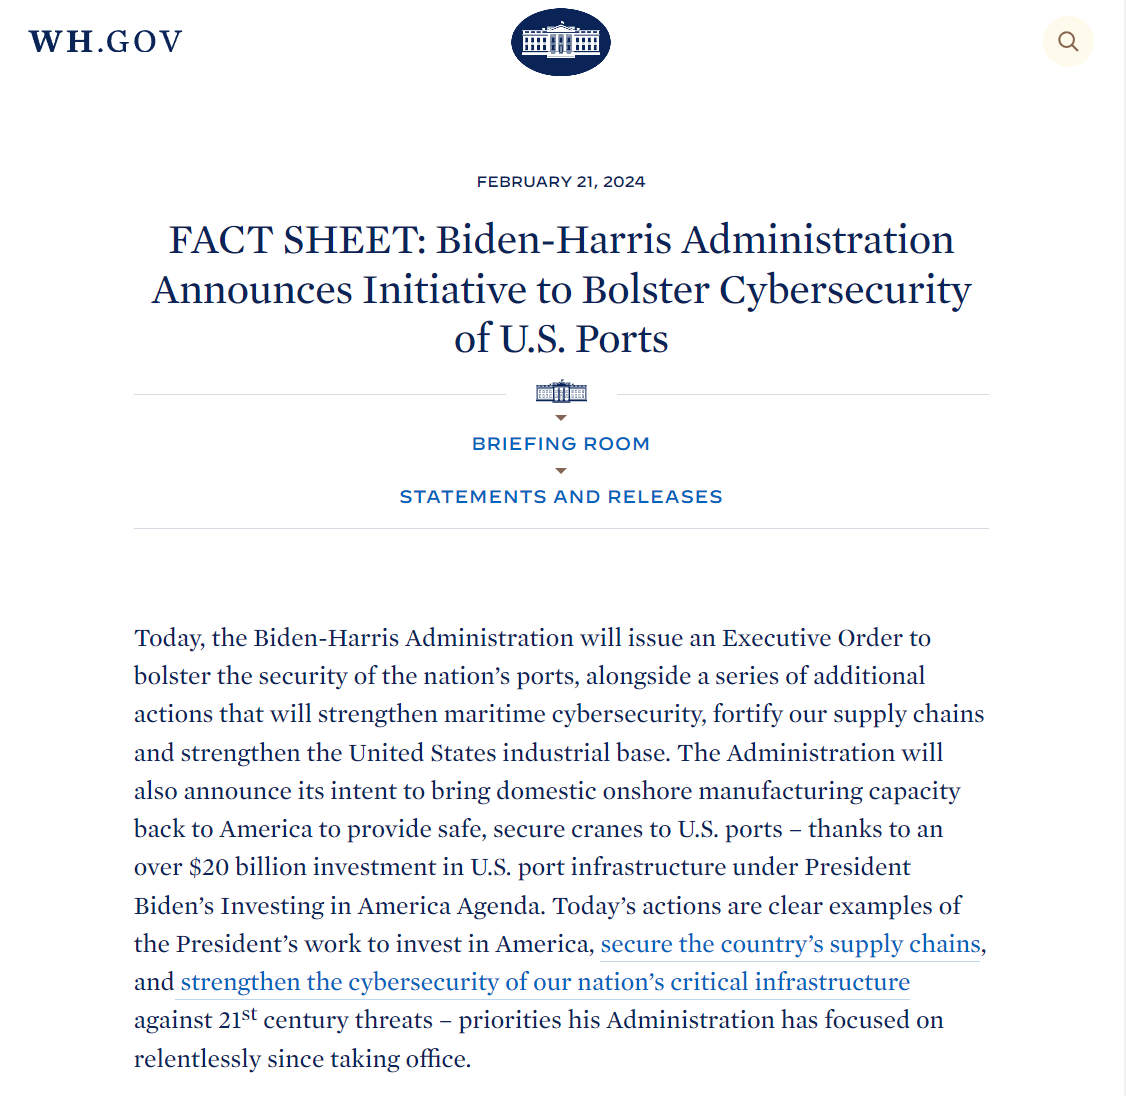 WH.GOV
FEBRUARY 21, 2024
FACT SHEET: Biden-Harris Administration
Announces Initiative to Bolster Cybersecurity
of U.S. Ports
BRIEFING ROOM
STATEMENTS AND RELEASES
Today, the Biden-Harris Administration will issue an Executive Order to
bolster the security of the nation’s ports, alongside a series of additional
actions that will strengthen maritime cybersecurity, fortify our supply chains
and strengthen the United States industrial base. The Administration will
also announce its intent to bring domestic onshore manufacturing capacity
back to America to provide safe, secure cranes to U.S. ports – thanks to an
over $20 billion investment in U.S. port infrastructure under President
Biden’s Investing in America Agenda. Today’s actions are clear examples of
the President’s work to invest in America, secure the country’s supply chains,
and strengthen the cybersecurity of our nation’s critical infrastructure
against 21st century threats – priorities his Administration has focused on
relentlessly since taking office.